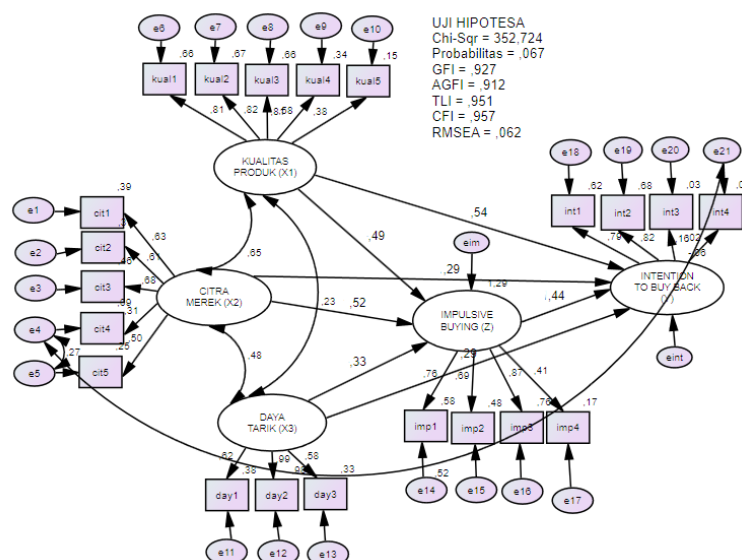 UJI HIPOTESA
Chi-Sqr = 352,724
Probabilitas = ,067
GFI = ,927
AGFI = ,912
TLI = ,951
CFI = ,957
RMSEA = ,062
e6 e7 e8 e9 e10
,66 ,67 ,66 ,34 ,15
kual1 kual2 kual3 kual4 kual5
,81 ,82 ,58 ,38
KUALITAS
PRODUK (X1)
e18 e19 e20 e21
,62 ,68 ,03
int1 int2 int3 int4
,79 ,82
,54
,49
,39
e1 cit1
,63
e2 cit2
,61
e3 cit3
,68
e4 cit4
,31
,50
,27
e5 cit5
,65
CITRA
MEREK (X2)
eim
,29
,52
,23
,44
INTENTION
TO BUY BACK
IMPULSIVE
BUYING (Z)
eint
,48
,33
,29
,76 ,69 ,87 ,41
DAYA
TARIK (X3)
,58 ,48 ,76 ,17
imp1 imp2 imp3 imp4
,62 ,99 ,58
,38 ,33
day1 day2 day3
,52
e14 e15 e16 e17
e11 e12 e13